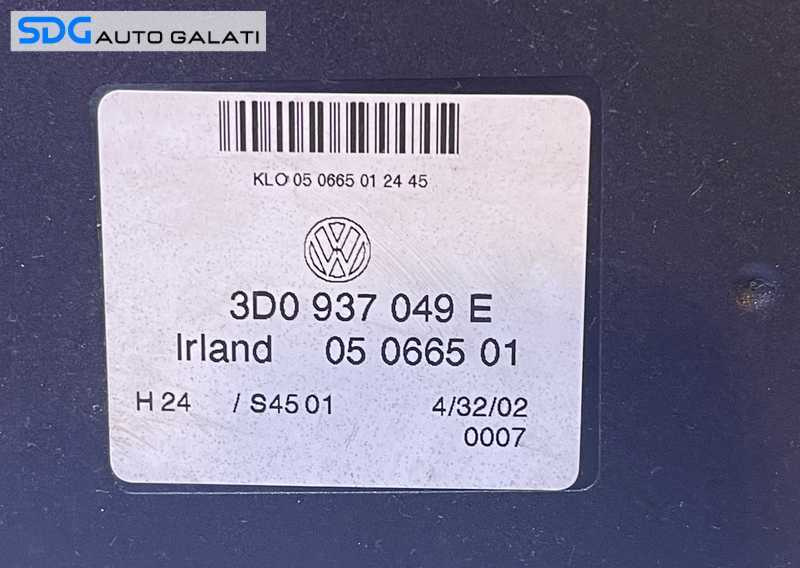 SDG AUTO GALATI
KLO 05 0665 01 24 45
3D0 937 049 E
Irland 05 0665 01
H 24 / S45 01 4/32/02
0007